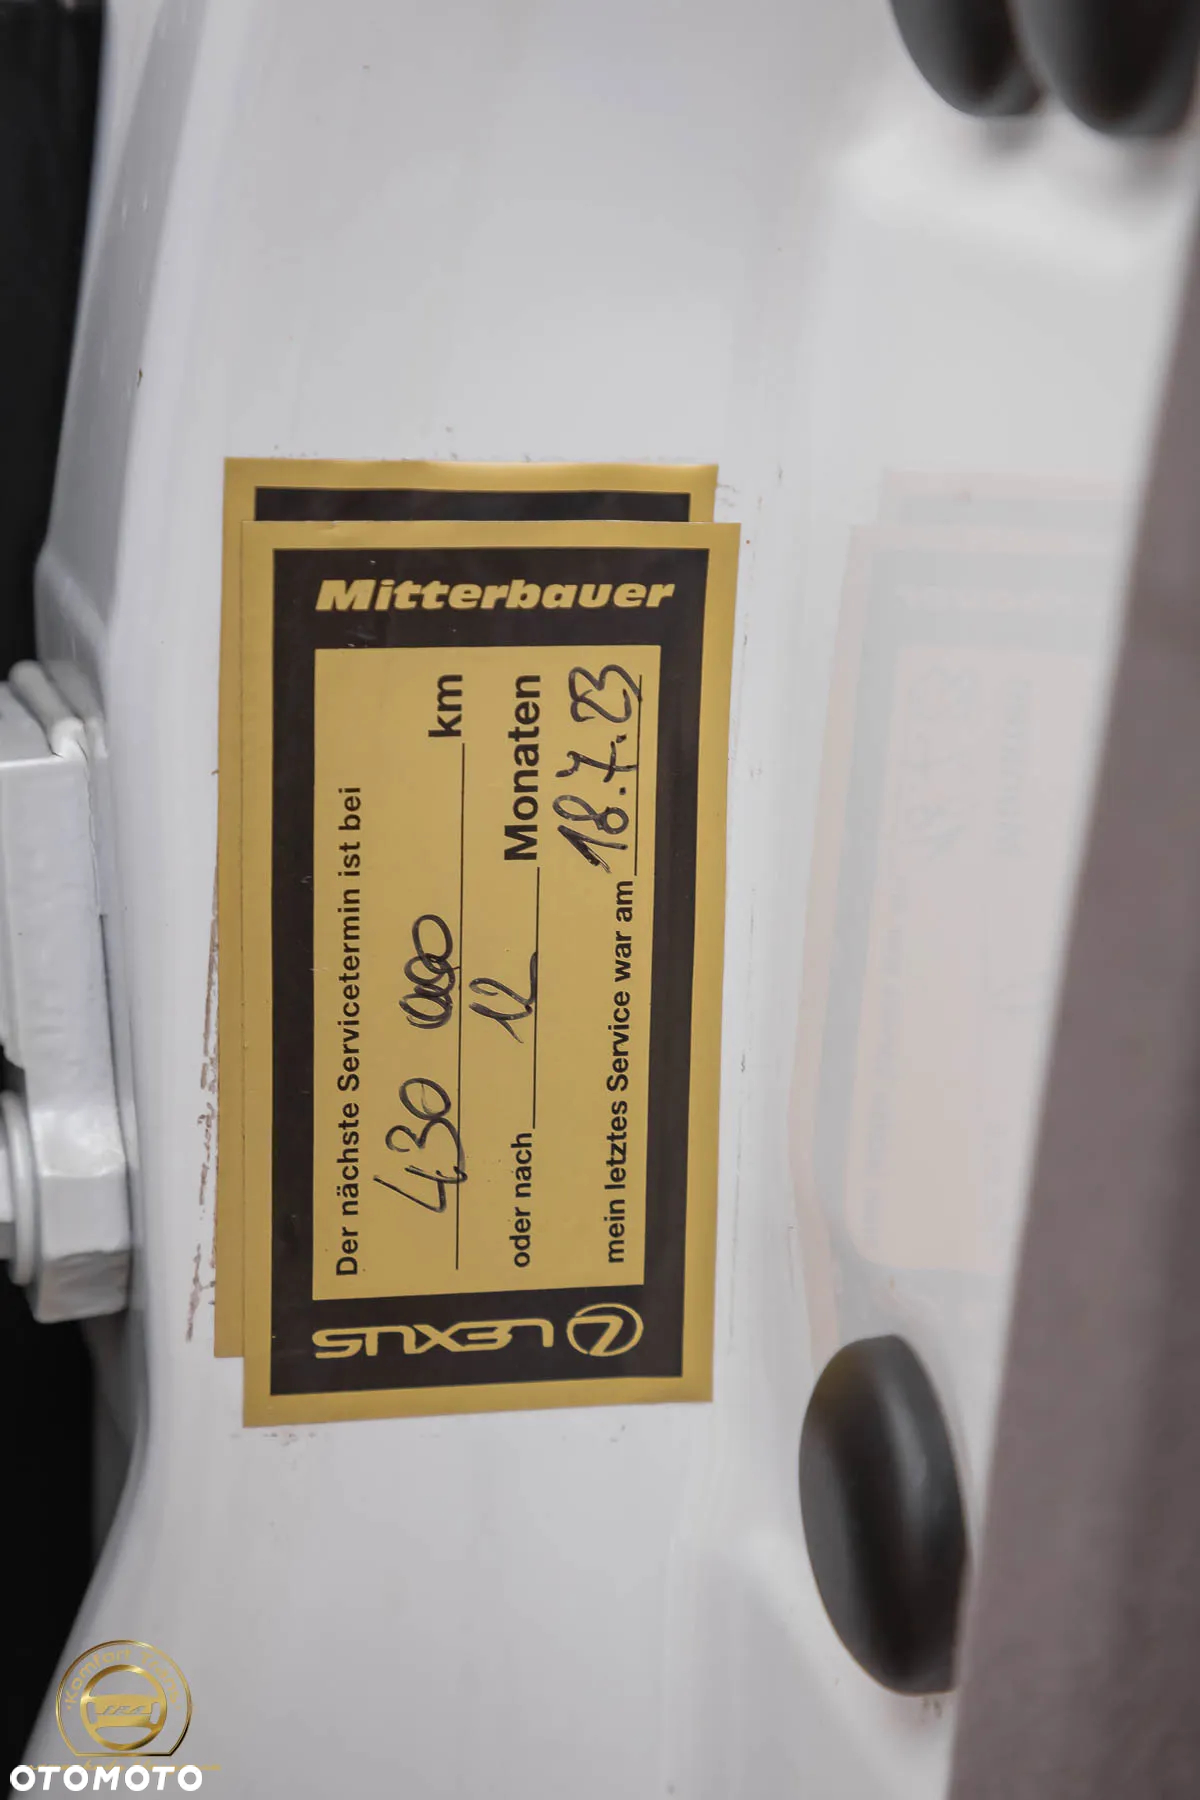 Mitterbauer
Der nächste Servicetermin ist bei
430 000 km
oder nach 12 Monaten
mein letztes Service war am 18.7.23
LEXUS
Komfort
OTOMOTO